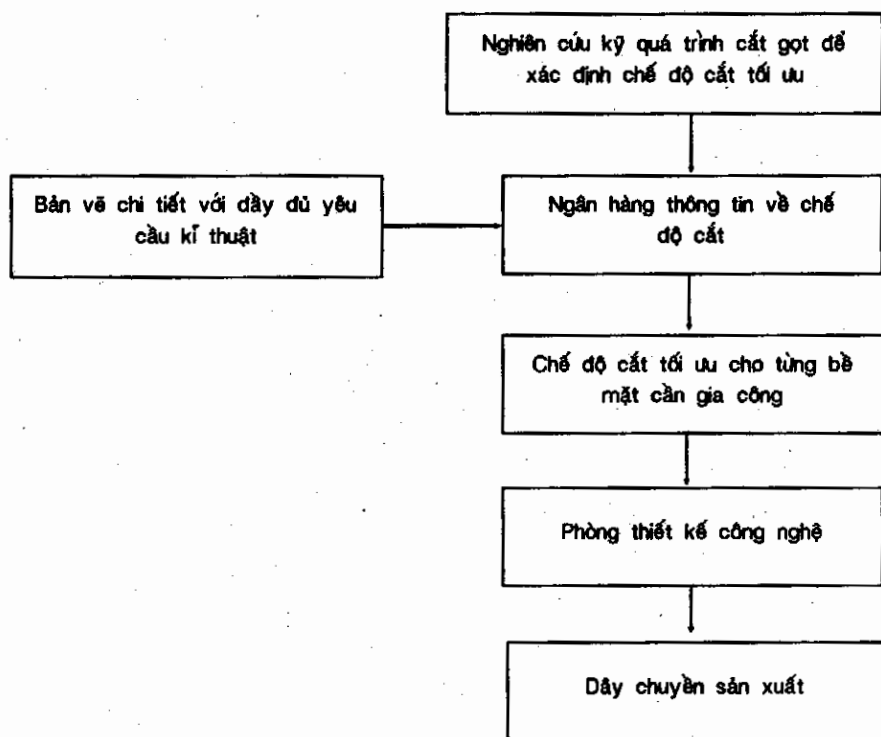 Nghiên cứu kỹ quá trình cắt gọt để
xác định chế độ cắt tối ưu
Bản vẽ chi tiết với đầy đủ yêu
cầu kĩ thuật
Ngân hàng thông tin về chế
độ cắt
Chế độ cắt tối ưu cho từng bề
mặt cần gia công
Phòng thiết kế công nghệ
Dây chuyền sản xuất